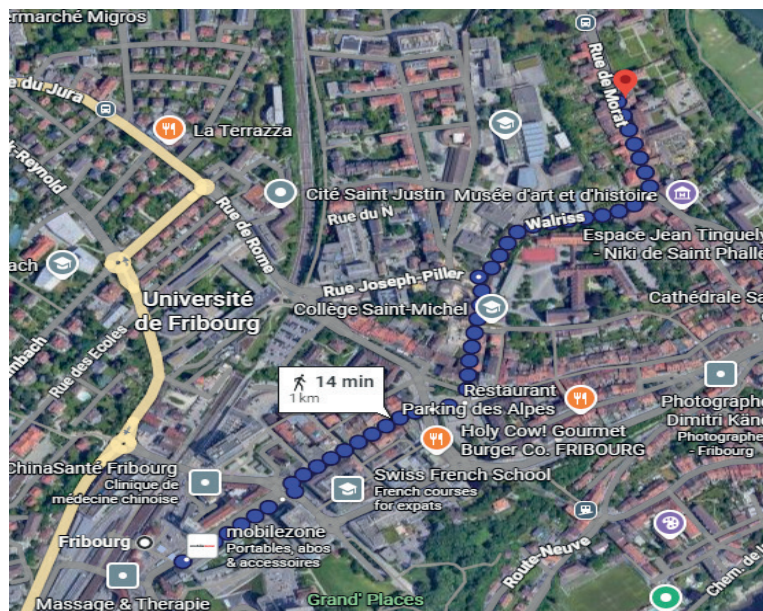 ermarché Migros
e du Jura
Rue de Morat
La Terrazza
k-Reynold
Cité Saint Justin
Musée d'art et d'histoire
Rue du N
Walriss
Rue de Rome
Espace Jean Tinguely
- Niki de Saint Phalle
ach
Rue Joseph-Piller
Université
de Fribourg
Collège Saint-Michel
Cathédrale Sa
mbach
Rue des Ecoles
14 min
1 km
Restaurant
Parking des Alpes
Photographe
Dimitri Känd
Photographe
- Fribourg
Holy Cow! Gourmet
Burger Co. FRIBOURG
ChinaSanté Fribourg
Clinique de
médecine chinoise
Swiss French School
French courses
for expats
mobilezone
Portables, abos
& accessoires
Fribourg
Route-Neuve
Chem. de la
Massage & Therapie
Grand' Places